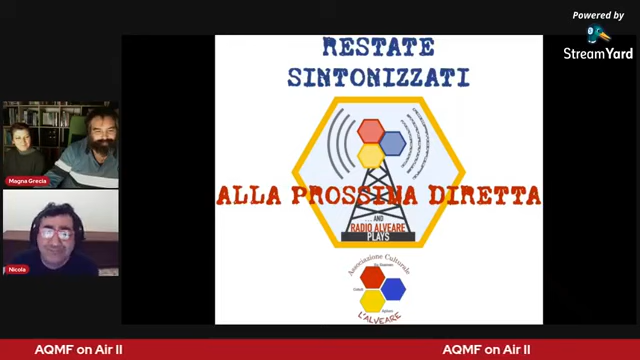 Powered by
StreamYard
RESTATE
SINTONIZZATI
ALLA PROSSIMA DIRETTA
... AND
RADIO ALVEARE
PLAYS
Associazione Culturale
L'ALVEARE
Magna Grecia
Nicola
AQMF on Air II
AQMF on Air II